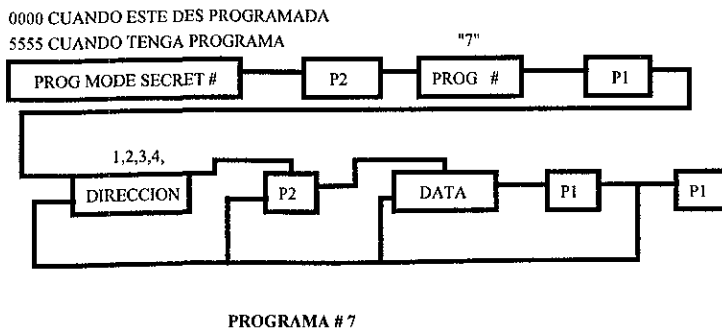 0000 CUANDO ESTE DES PROGRAMADA
5555 CUANDO TENGA PROGRAMA
"7"
PROG MODE SECRET # P2 PROG # P1
1,2,3,4,
DIRECCION P2 DATA P1 P1
PROGRAMA # 7